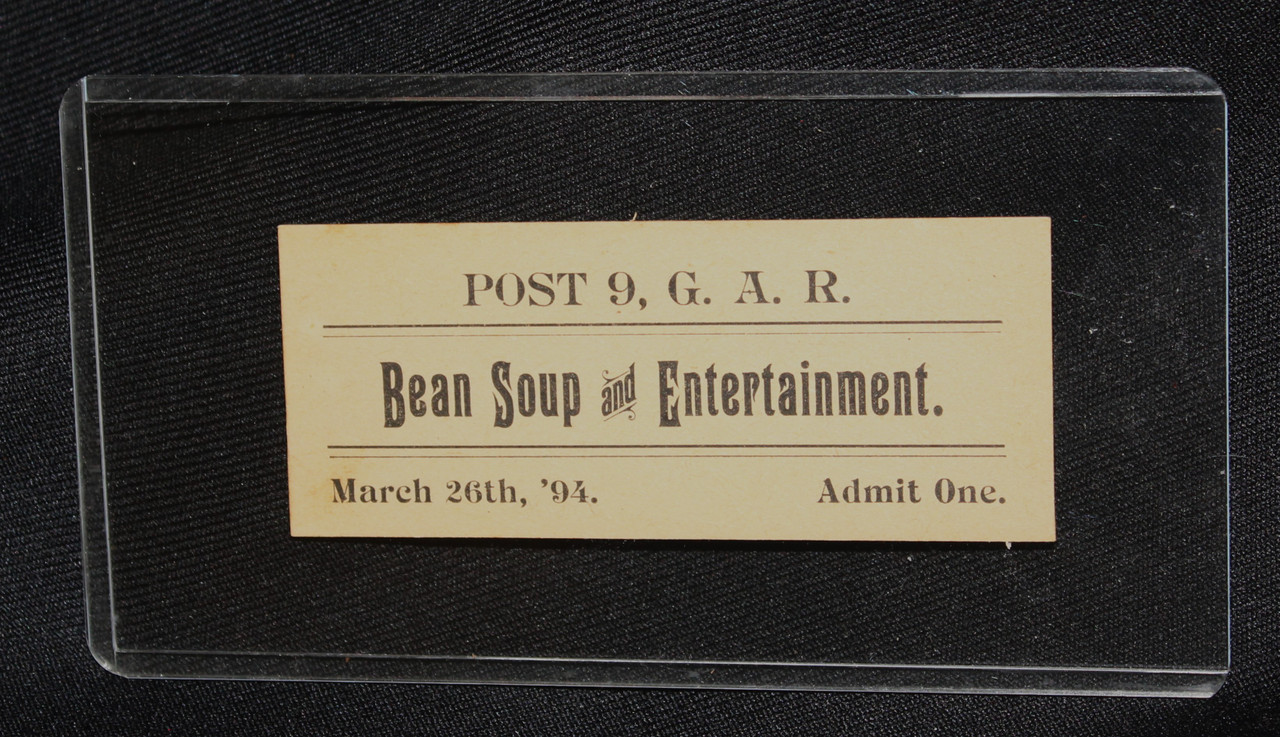 POST 9, G. A. R.
Bean Soup and Entertainment.
March 26th, ’94. Admit One.